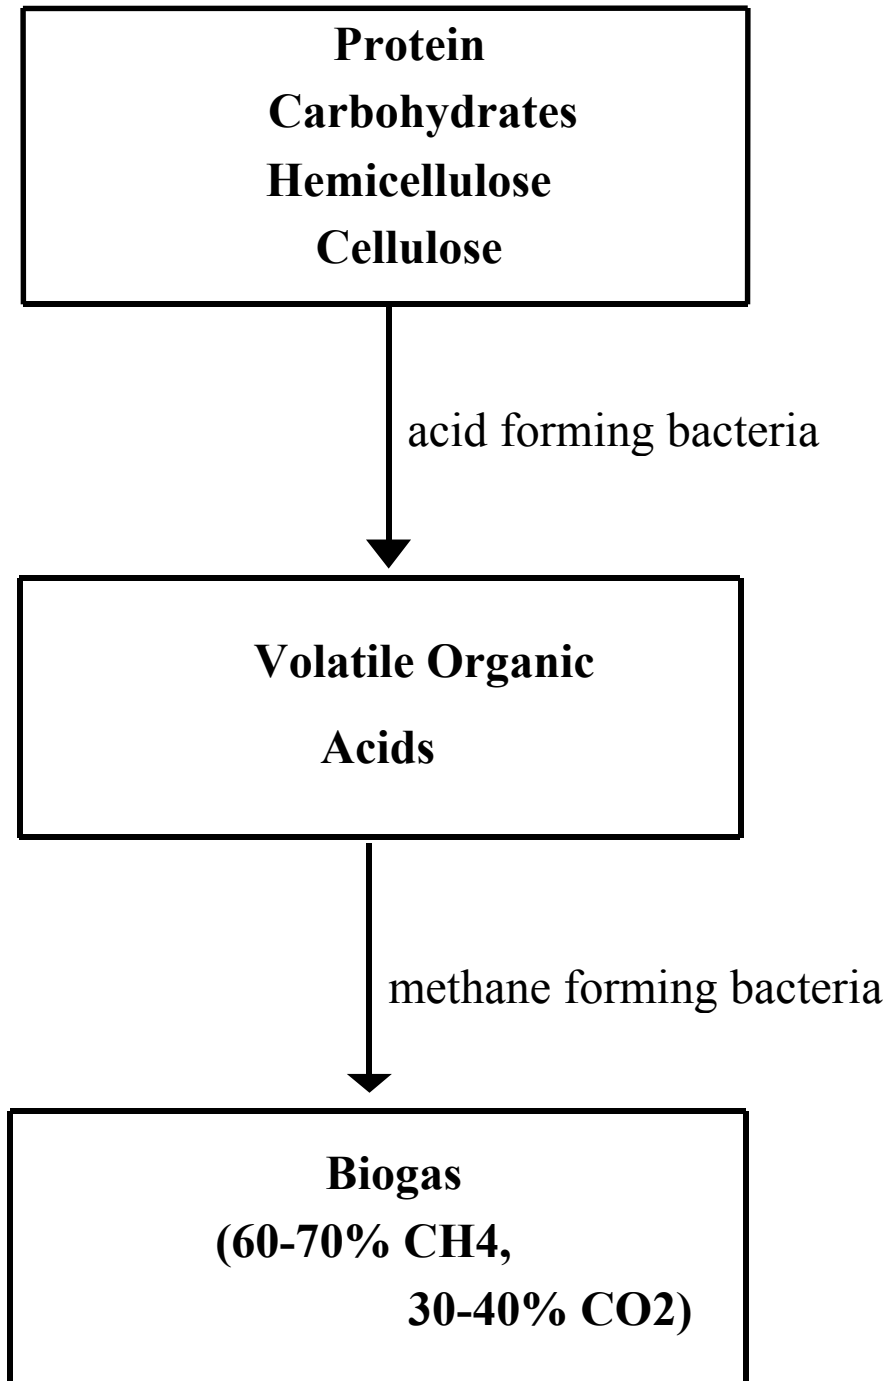 Protein
Carbohydrates
Hemicellulose
Cellulose
acid forming bacteria
Volatile Organic
Acids
methane forming bacteria
Biogas
(60-70% CH4,
30-40% CO2)